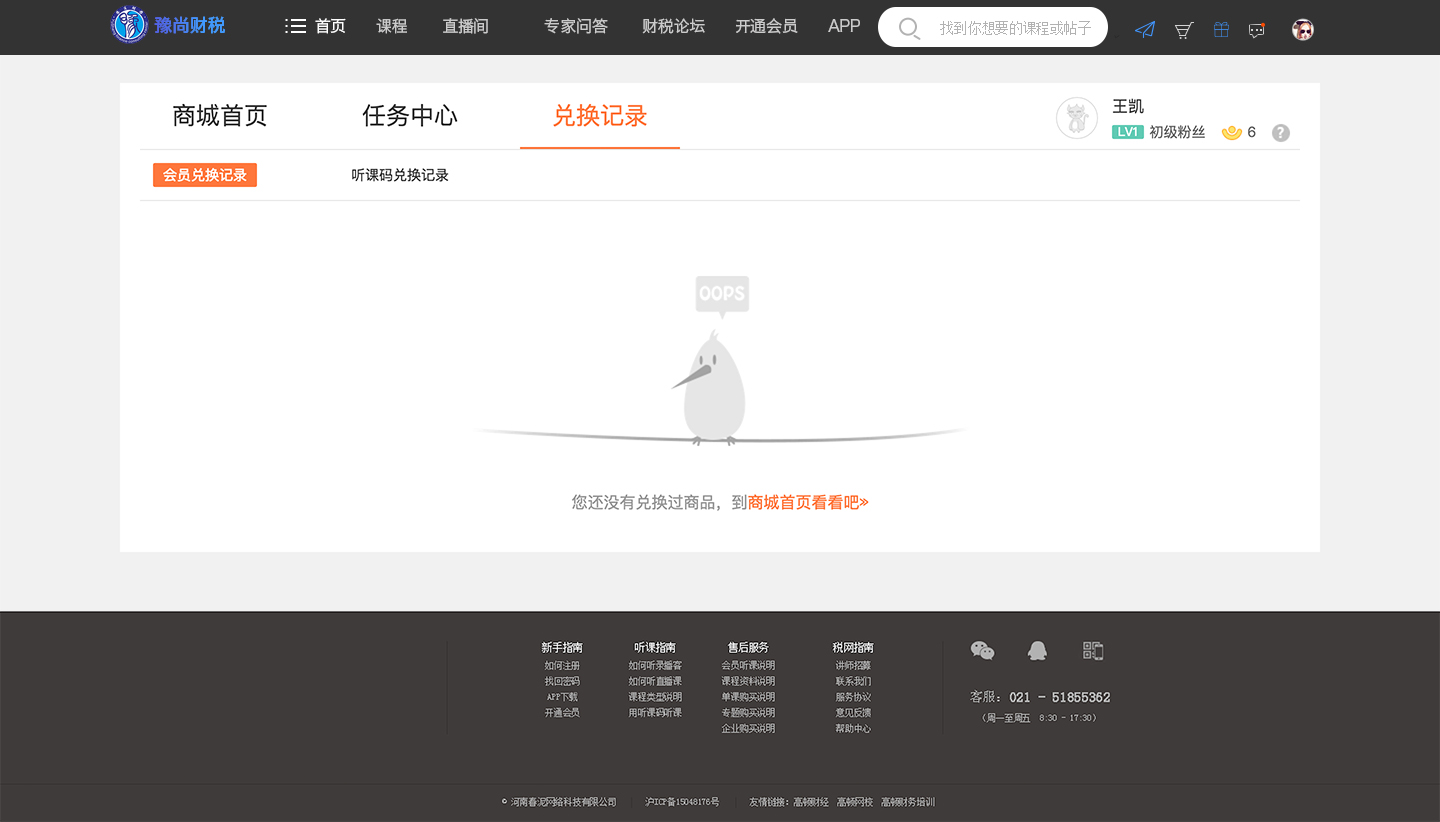 豫尚财税
首页 课程 直播间 专家问答 财税论坛 开通会员 APP 找到你想要的课程或帖子
商城首页 任务中心 兑换记录
王凯
LV1 初级粉丝 6 ?
会员兑换记录 听课码兑换记录
OOPS
您还没有兑换过商品，到商城首页看看吧»
新手指南 听课指南 售后服务 税网指南
如何注册 如何听录播客 会员听课说明 讲师招募
找回密码 如何听直播课 课程资料说明 联系我们
APP下载 课程类型说明 单课购买说明 服务协议
开通会员 用听课码听课 专题购买说明 意见反馈
企业购买说明 帮助中心
客服：021 - 51855362
（周一至周五 8:30 - 17:30）
© 河南春泥网络科技有限公司 沪ICP备15048176号 友情链接：高顿财经 高顿网校 高顿财务培训